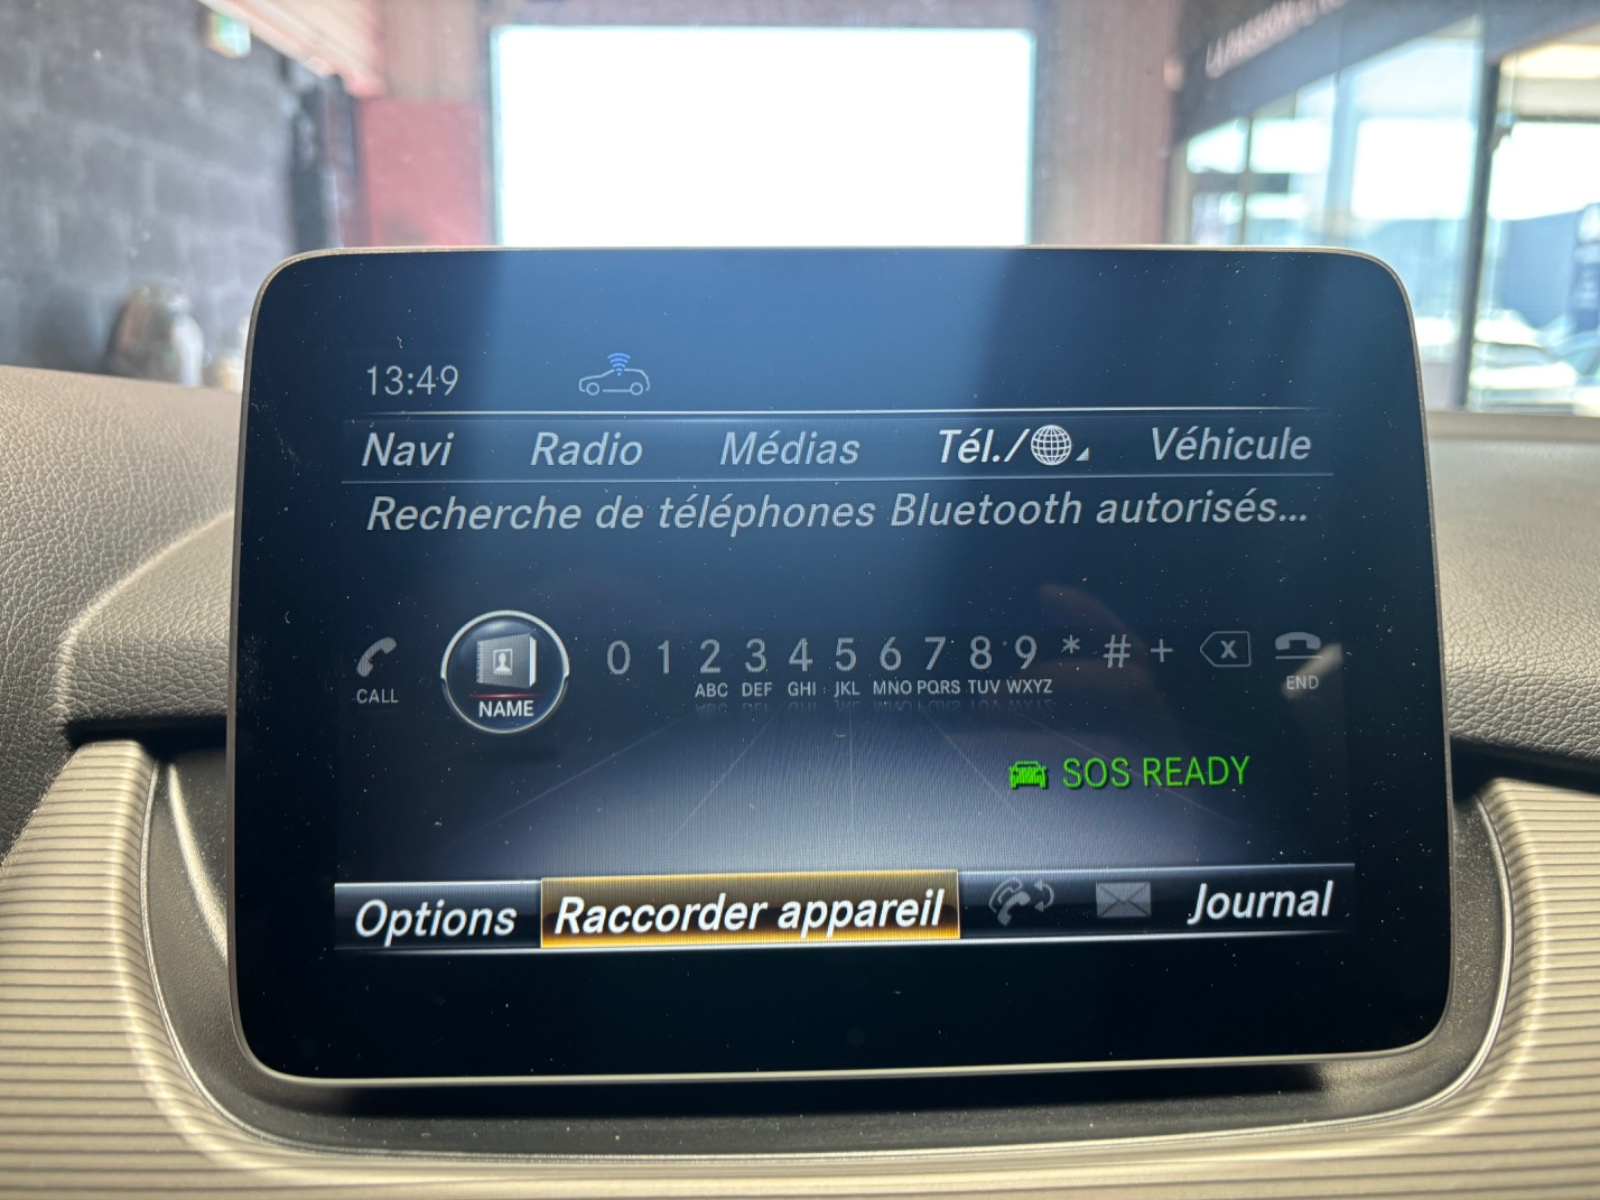 LA PASSION
13:49
Navi Radio Médias Tél./ Véhicule
Recherche de téléphones Bluetooth autorisés...
CALL NAME 0 1 2 3 4 5 6 7 8 9 * # + X END
ABC DEF GHI JKL MNO PQRS TUV WXYZ
SOS READY
Options Raccorder appareil Journal